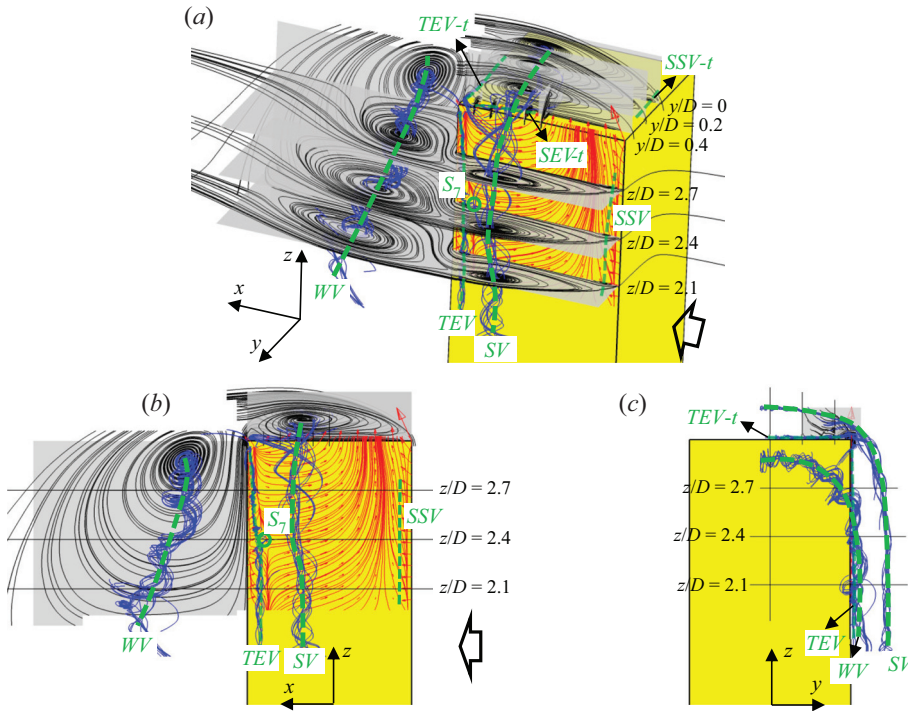 (a)
TEV-t
SSV-t
y/D = 0
y/D = 0.2
y/D = 0.4
SEV-t
z/D = 2.7
S7
SSV
z/D = 2.4
z/D = 2.1
z
x
y
WV
TEV
SV
(b)
z/D = 2.7
S7
SSV
z/D = 2.4
z/D = 2.1
WV
TEV
SV
z
x
(c)
TEV-t
z/D = 2.7
z/D = 2.4
z/D = 2.1
TEV
WV
SV
z
y